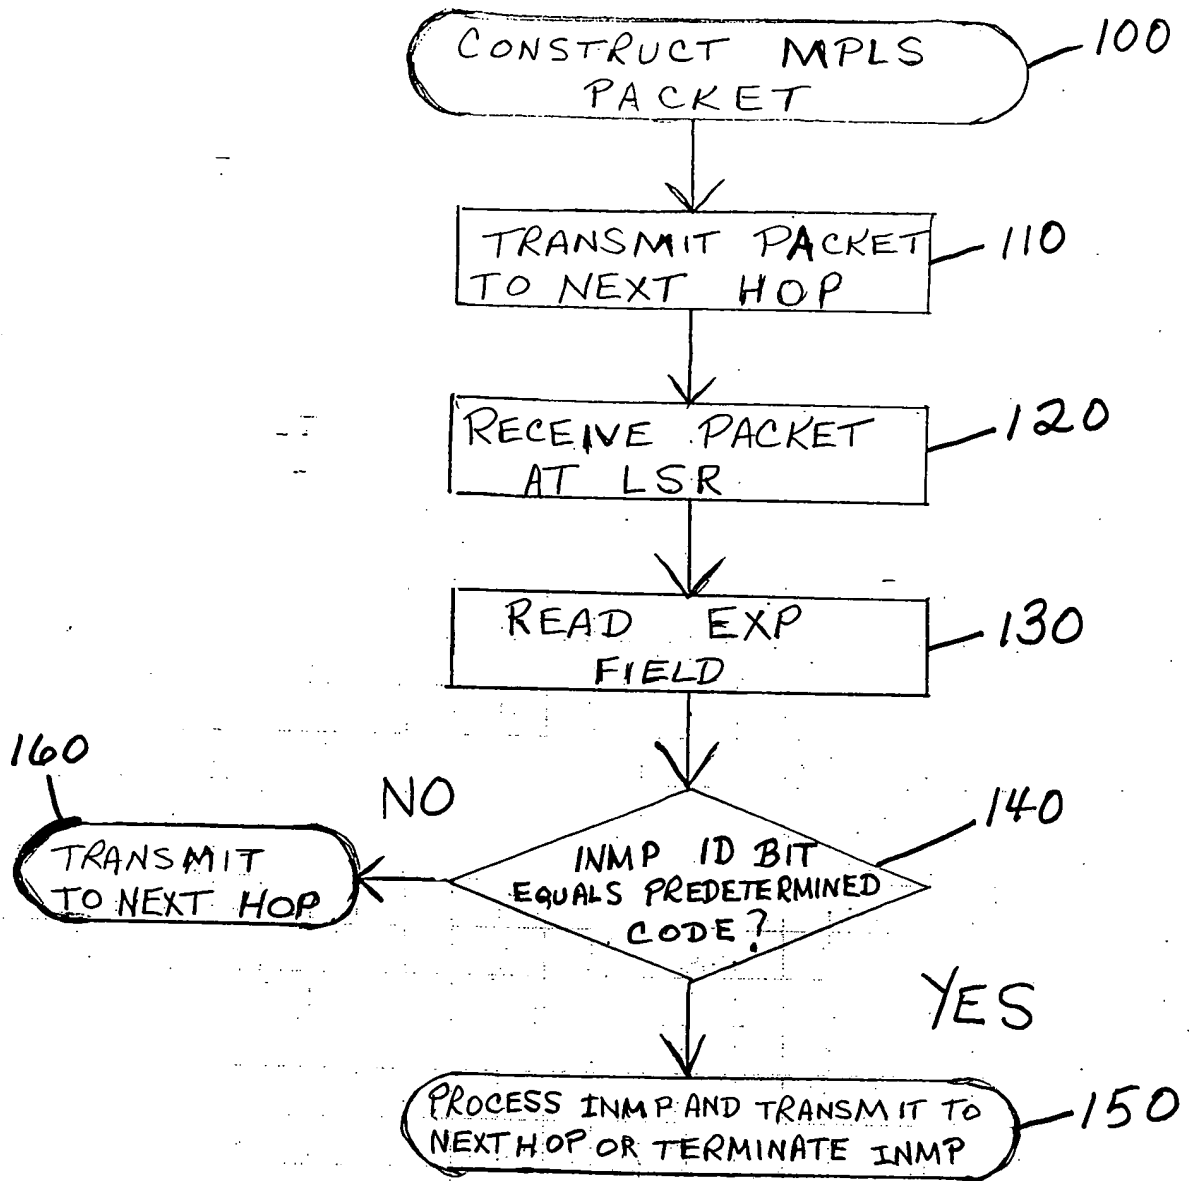 CONSTRUCT MPLS
PACKET
100
TRANSMIT PACKET
TO NEXT HOP
110
RECEIVE PACKET
AT LSR
120
READ EXP
FIELD
130
160
NO
TRANSMIT
TO NEXT HOP
140
INMP ID BIT
EQUALS PREDETERMINED
CODE?
YES
PROCESS INMP AND TRANSMIT TO
NEXT HOP OR TERMINATE INMP
150